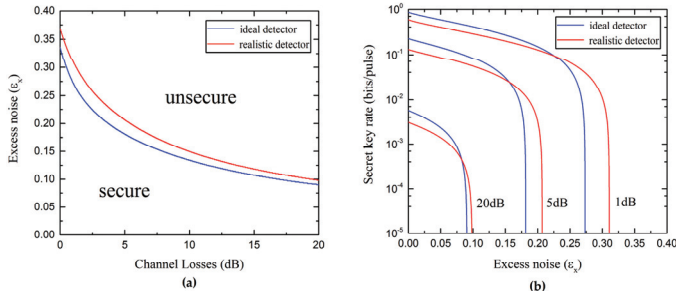 0.40
0.35
0.30
0.25
0.20
0.15
0.10
0.05
0.00
Excess noise (εx)
ideal detector
realistic detector
unsecure
secure
0 5 10 15 20
Channel Losses (dB)
(a)
10^0
10^-1
10^-2
10^-3
10^-4
10^-5
Secret key rate (bits/pulse)
ideal detector
realistic detector
20dB
5dB
1dB
0.00 0.05 0.10 0.15 0.20 0.25 0.30 0.35 0.40
Excess noise (εx)
(b)